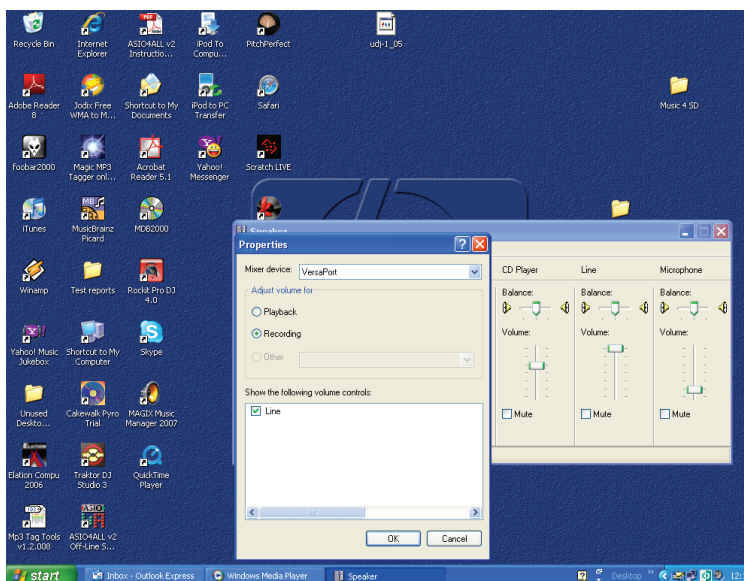 Recycle Bin
Internet
Explorer
ASIO4ALL v2
Instructio...
iPod To
Compu...
PitchPerfect
udj-1_05
Adobe Reader
8
Jodix Free
WMA to M...
Shortcut to My
Documents
iPod to PC
Transfer
Safari
Music 4 SD
foobar2000
Magic MP3
Tagger onl...
Acrobat
Reader 5.1
Yahoo!
Messenger
Scratch LIVE
iTunes
MusicBrainz
Picard
MDB2000
Winamp
Test reports
Rockit Pro DJ
4.0
Yahoo! Music
Jukebox
Shortcut to My
Computer
Skype
Unused
Deskto...
Cakewalk Pyro
Trial
MAGIX Music
Manager 2007
Elation Compu
2006
Traktor DJ
Studio 3
QuickTime
Player
Mp3 Tag Tools
v1.2.008
ASIO4ALL v2
Off-Line S...
Speaker
Properties
Mixer device:
VersaPort
Adjust volume for
Playback
Recording
Other
Show the following volume controls:
Line
OK
Cancel
CD Player
Line
Microphone
Balance:
Balance:
Balance:
Volume:
Volume:
Volume:
Mute
Mute
Mute
start
Inbox - Outlook Express
Windows Media Player
Speaker
Desktop
12: